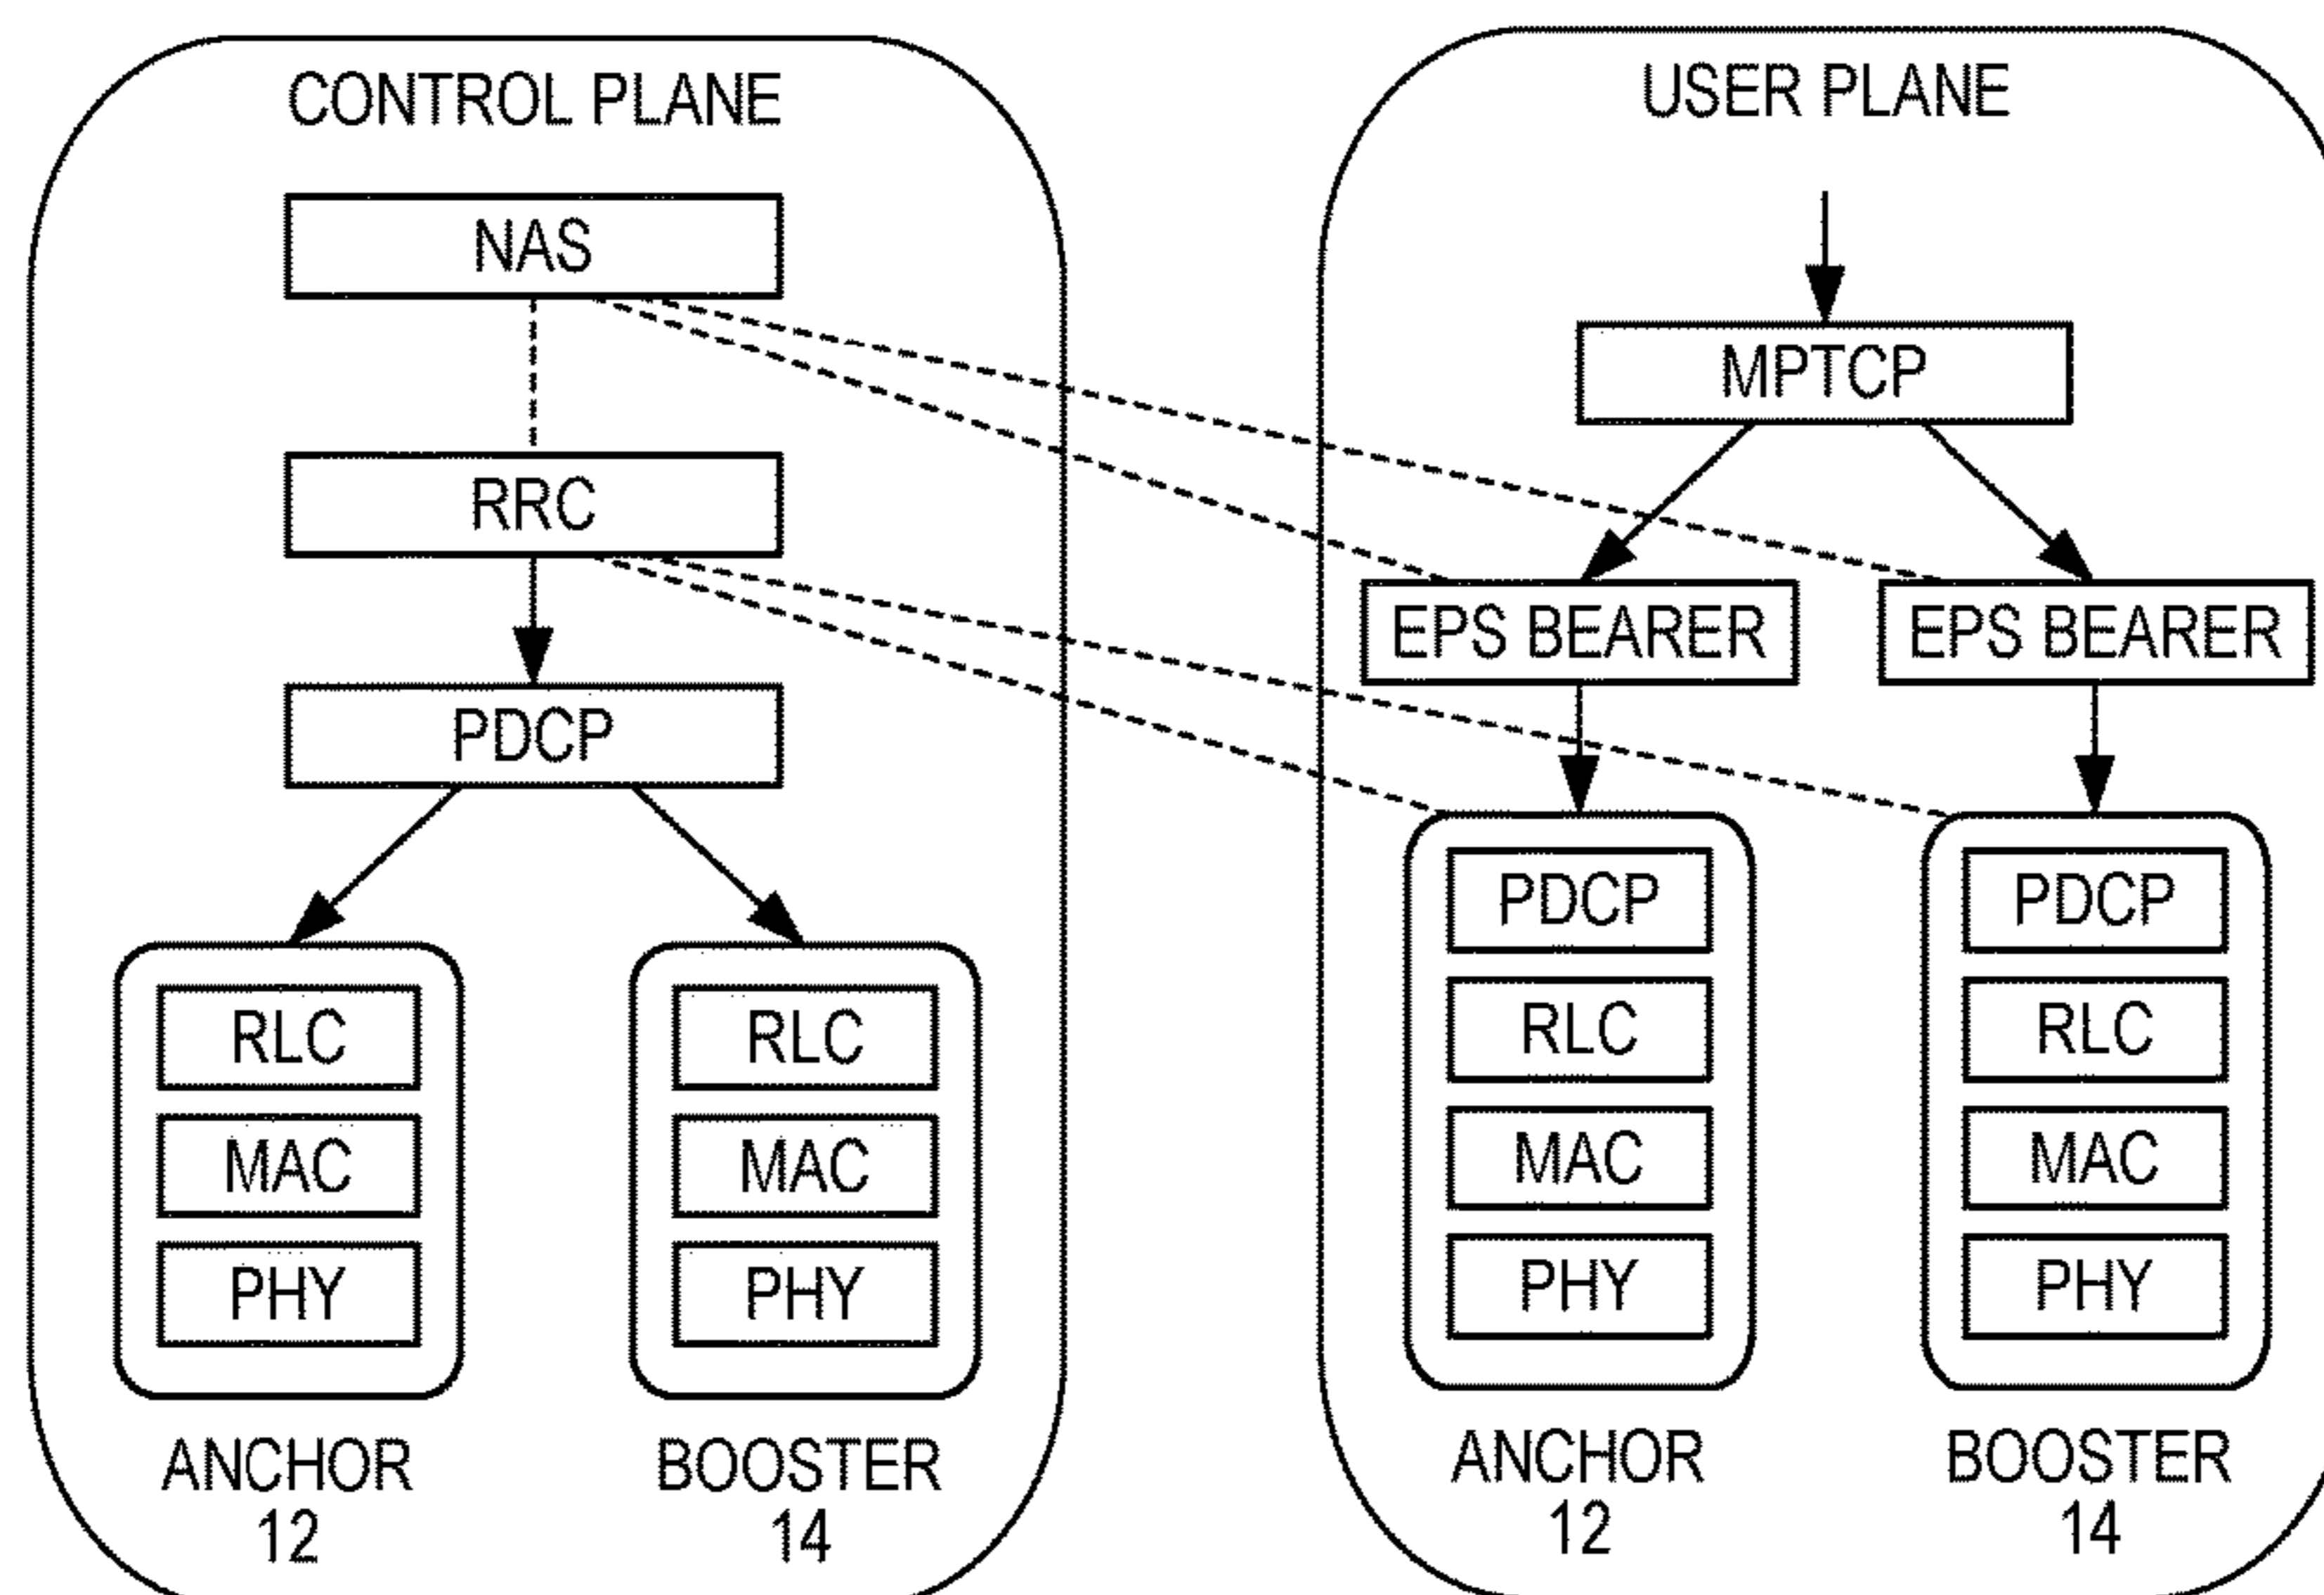 CONTROL PLANE
NAS
RRC
PDCP
RLC
MAC
PHY
ANCHOR
12
RLC
MAC
PHY
BOOSTER
14
USER PLANE
MPTCP
EPS BEARER
EPS BEARER
PDCP
RLC
MAC
PHY
ANCHOR
12
PDCP
RLC
MAC
PHY
BOOSTER
14